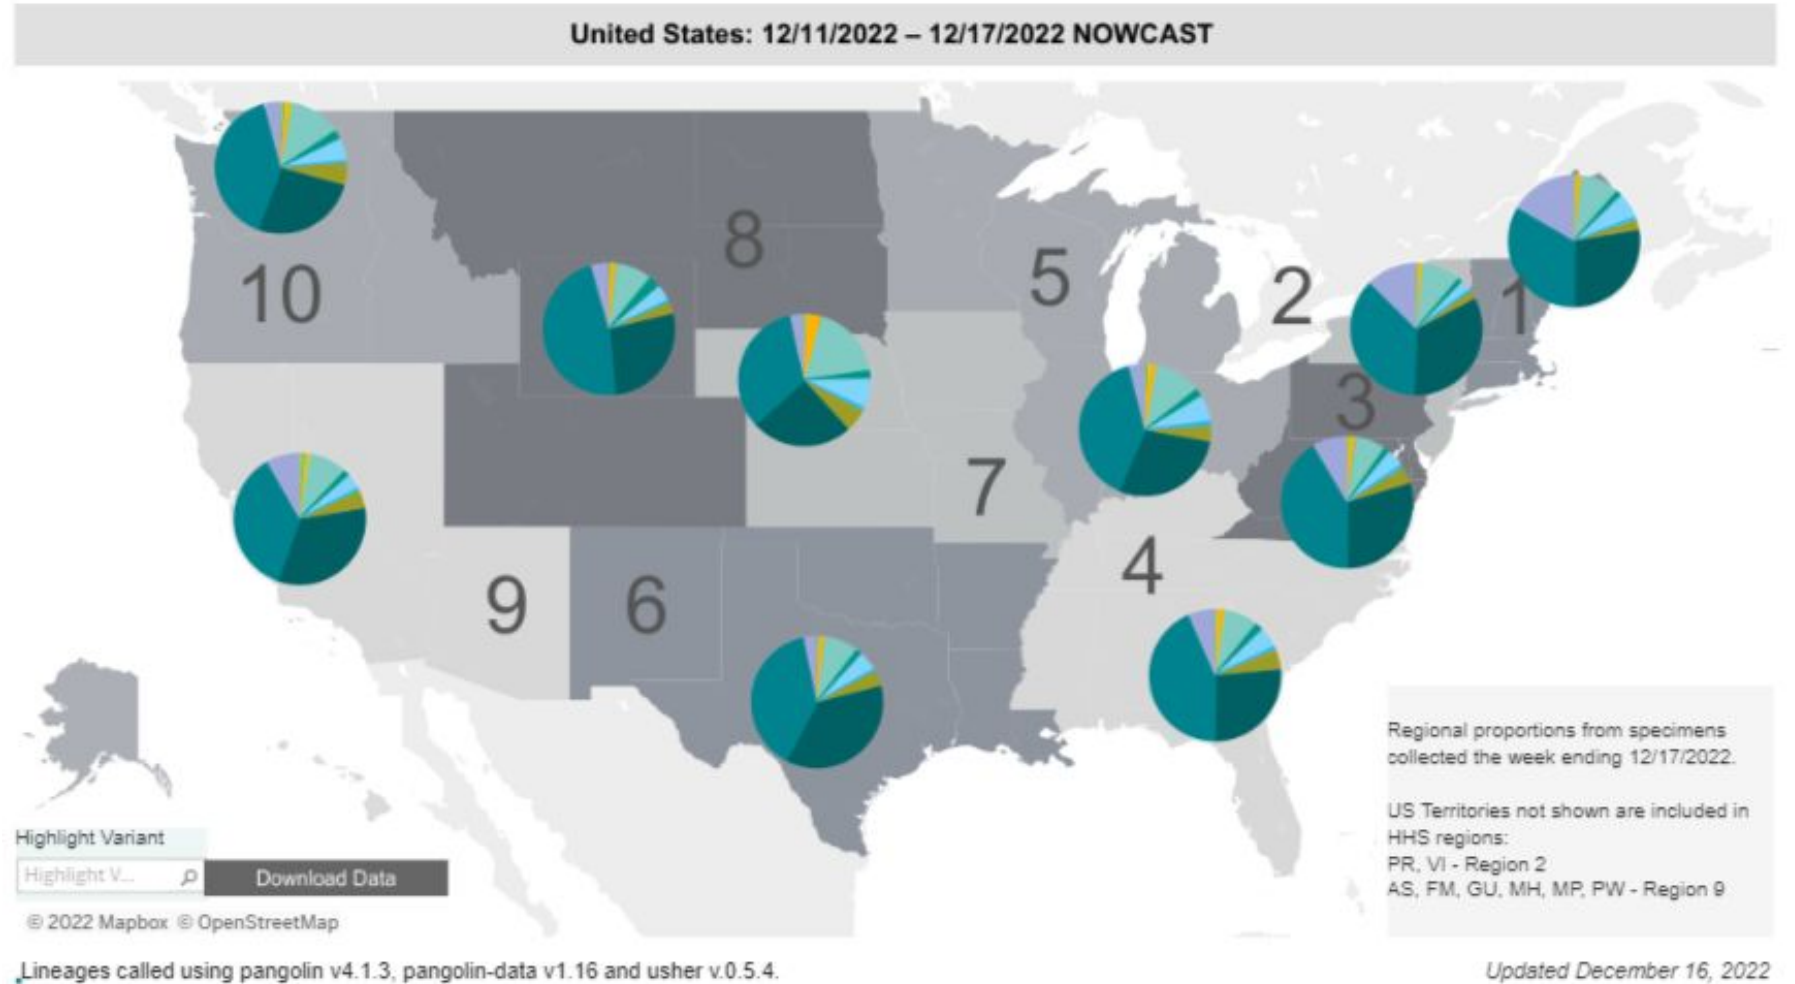 United States: 12/11/2022 – 12/17/2022 NOWCAST
8
10
5
2
1
3
7
4
9
6
Regional proportions from specimens
collected the week ending 12/17/2022.
US Territories not shown are included in
HHS regions:
PR, VI - Region 2
AS, FM, GU, MH, MP, PW - Region 9
Highlight Variant
Highlight V...
Download Data
© 2022 Mapbox © OpenStreetMap
Lineages called using pangolin v4.1.3, pangolin-data v1.16 and usher v.0.5.4.
Updated December 16, 2022